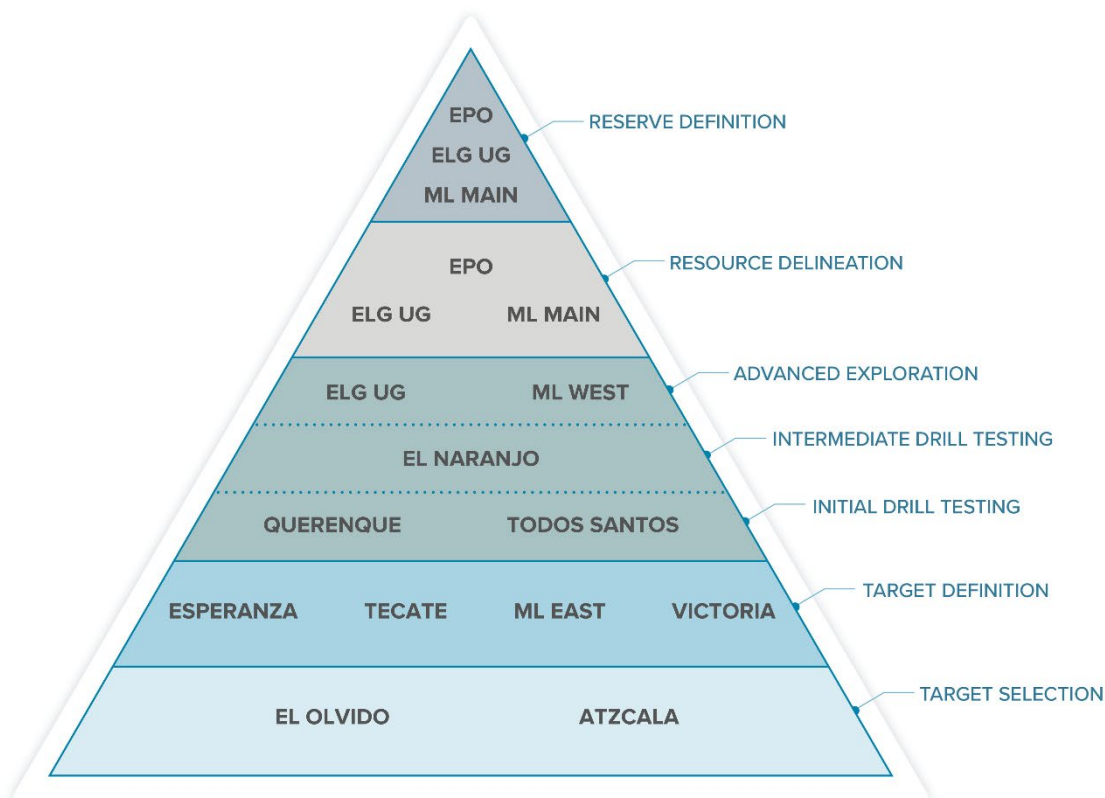 EPO
RESERVE DEFINITION
ELG UG
ML MAIN
EPO
RESOURCE DELINEATION
ELG UG ML MAIN
ADVANCED EXPLORATION
ELG UG ML WEST
INTERMEDIATE DRILL TESTING
EL NARANJO
INITIAL DRILL TESTING
QUERENQUE TODOS SANTOS
TARGET DEFINITION
ESPERANZA TECATE ML EAST VICTORIA
TARGET SELECTION
EL OLVIDO ATZCALA